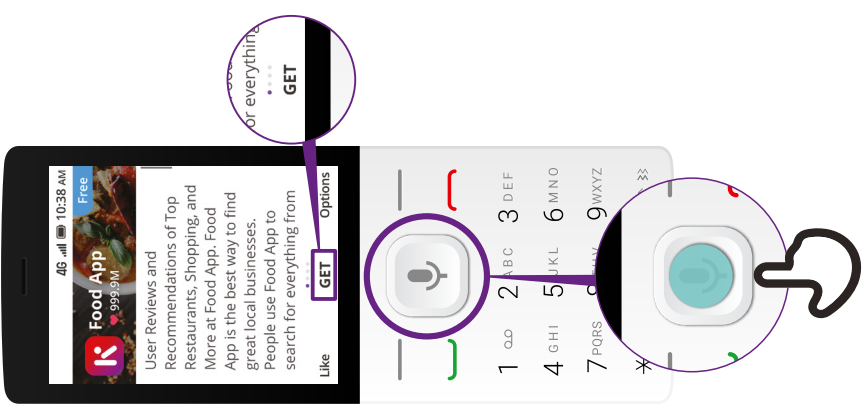 4G 10:38 AM
Food App
999.9M
Free
User Reviews and
Recommendations of Top
Restaurants, Shopping, and
More at Food App. Food
App is the best way to find
great local businesses.
People use Food App to
search for everything from
Like GET Options
or everything
GET
1 2 ABC 3 DEF
4 GHI 5 JKL 6 MNO
7 PQRS 9 WXYZ
*